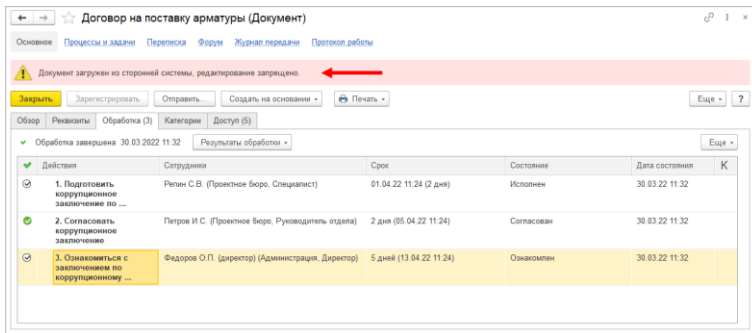 Договор на поставку арматуры (Документ)
Основное Процессы и задачи Переписка Форум Журнал передачи Протокол работы
Документ загружен из сторонней системы, редактирование запрещено.
Закрыть Зарегистрировать Отправить... Создать на основании Печать Еще ?
Обзор Реквизиты Обработка (3) Категории Доступ (5)
Обработка завершена 30.03.2022 11:32 Результаты обработки Еще
Действия Сотрудники Срок Состояние Дата состояния К
1. Подготовить Репин С.В. (Проектное бюро, Специалист) 01.04.22 11:24 (2 дня) Исполнен 30.03.22 11:32
коррупционное
заключение по ...
2. Согласовать Петров И.С. (Проектное бюро, Руководитель отдела) 2 дня (05.04.22 11:24) Согласован 30.03.22 11:32
коррупционное
заключение
3. Ознакомиться с Федоров О.П. (директор) (Администрация, Директор) 5 дней (13.04.22 11:24) Ознакомлен 30.03.22 11:32
заключением по
коррупционному ...